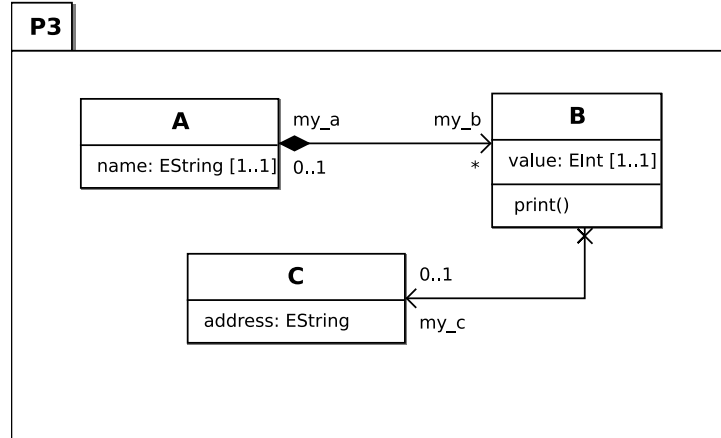 P3
A
name: EString [1..1]
my_a
0..1
my_b
*
B
value: EInt [1..1]
print()
C
address: EString
0..1
my_c